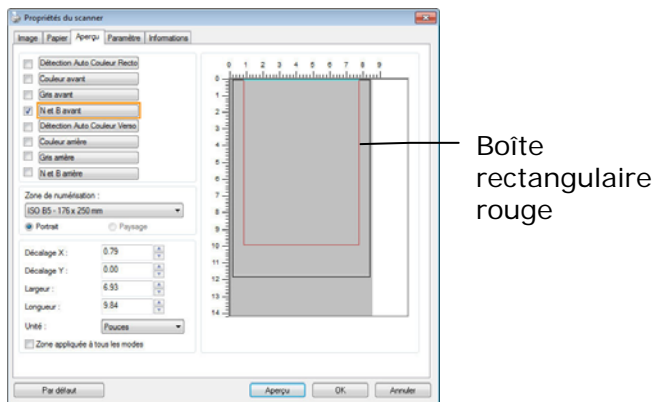 Propriétés du scanner
Image Papier Aperçu Paramètre Informations
Détection Auto Couleur Recto
Couleur avant
Gris avant
N et B avant
Détection Auto Couleur Verso
Couleur arrière
Gris arrière
N et B arrière
Zone de numérisation :
ISO B5 - 176 x 250 mm
Portrait Paysage
Décalage X : 0.79
Décalage Y : 0.00
Largeur : 6.93
Longueur : 9.84
Unité : Pouces
Zone appliquée à tous les modes
0 1 2 3 4 5 6 7 8 9
0
1
2
3
4
5
6
7
8
9
10
11
12
13
14
Boîte
rectangulaire
rouge
Par défaut Aperçu OK Annuler